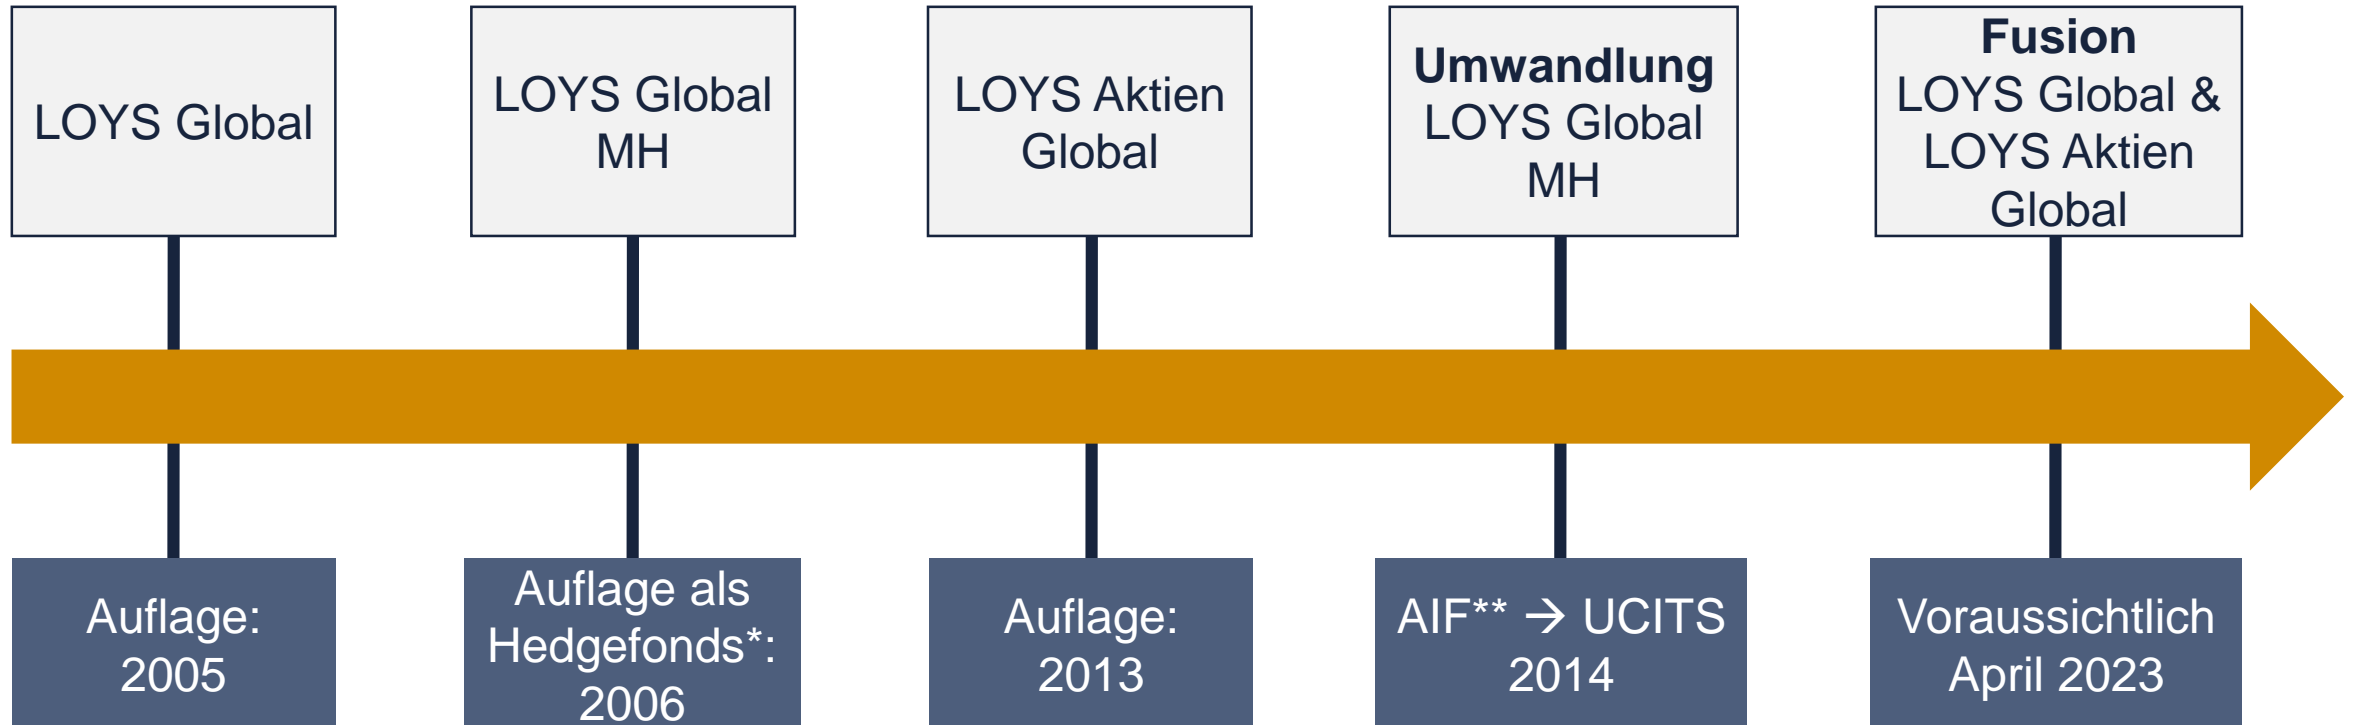 LOYS Global
LOYS Global
MH
LOYS Aktien
Global
Umwandlung
LOYS Global
MH
Fusion
LOYS Global &
LOYS Aktien
Global
Auflage:
2005
Auflage als
Hedgefonds*:
2006
Auflage:
2013
AIF** → UCITS
2014
Voraussichtlich
April 2023